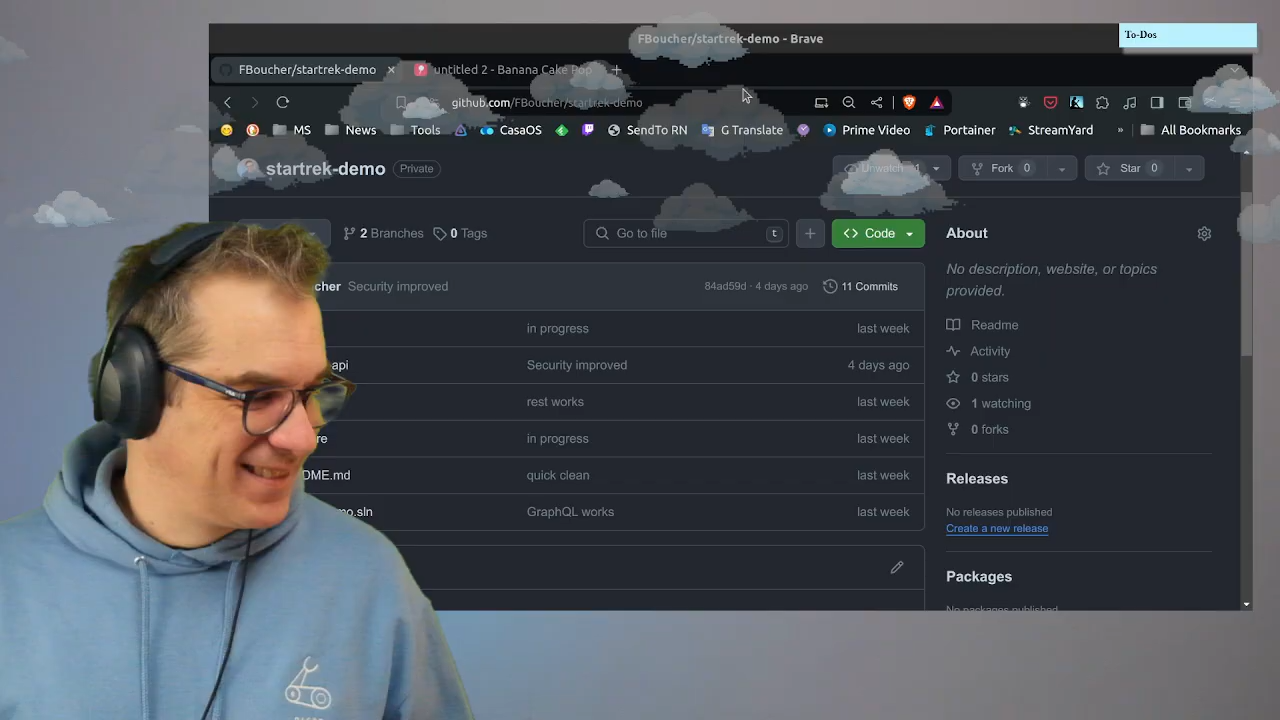 FBoucher/startrek-demo - Brave
To-Dos
FBoucher/startrek-demo
untitled 2 - Banana Cake Pop
github.com/FBoucher/startrek-demo
MS
News
Tools
CasaOS
SendTo RN
G Translate
Prime Video
Portainer
StreamYard
»
All Bookmarks
startrek-demo
Private
Unwatch 1
Fork 0
Star 0
2 Branches
0 Tags
Go to file
t
Code
About
No description, website, or topics
provided.
cher Security improved
84ad59d · 4 days ago
11 Commits
in progress
last week
api
Security improved
4 days ago
rest works
last week
re
in progress
last week
DME.md
quick clean
last week
mo.sln
GraphQL works
last week
Readme
Activity
0 stars
1 watching
0 forks
Releases
No releases published
Create a new release
Packages
No packages published